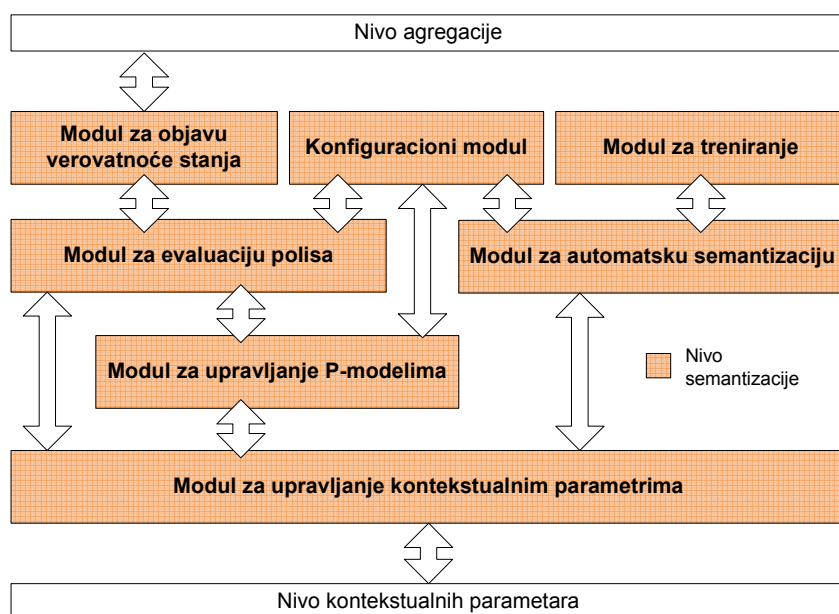 Nivo agregacije
Modul za objavu
verovatnoće stanja
Konfiguracioni modul
Modul za treniranje
Modul za evaluaciju polisa
Modul za automatsku semantizaciju
Modul za upravljanje P-modelima
Nivo
semantizacije
Modul za upravljanje kontekstualnim parametrima
Nivo kontekstualnih parametara